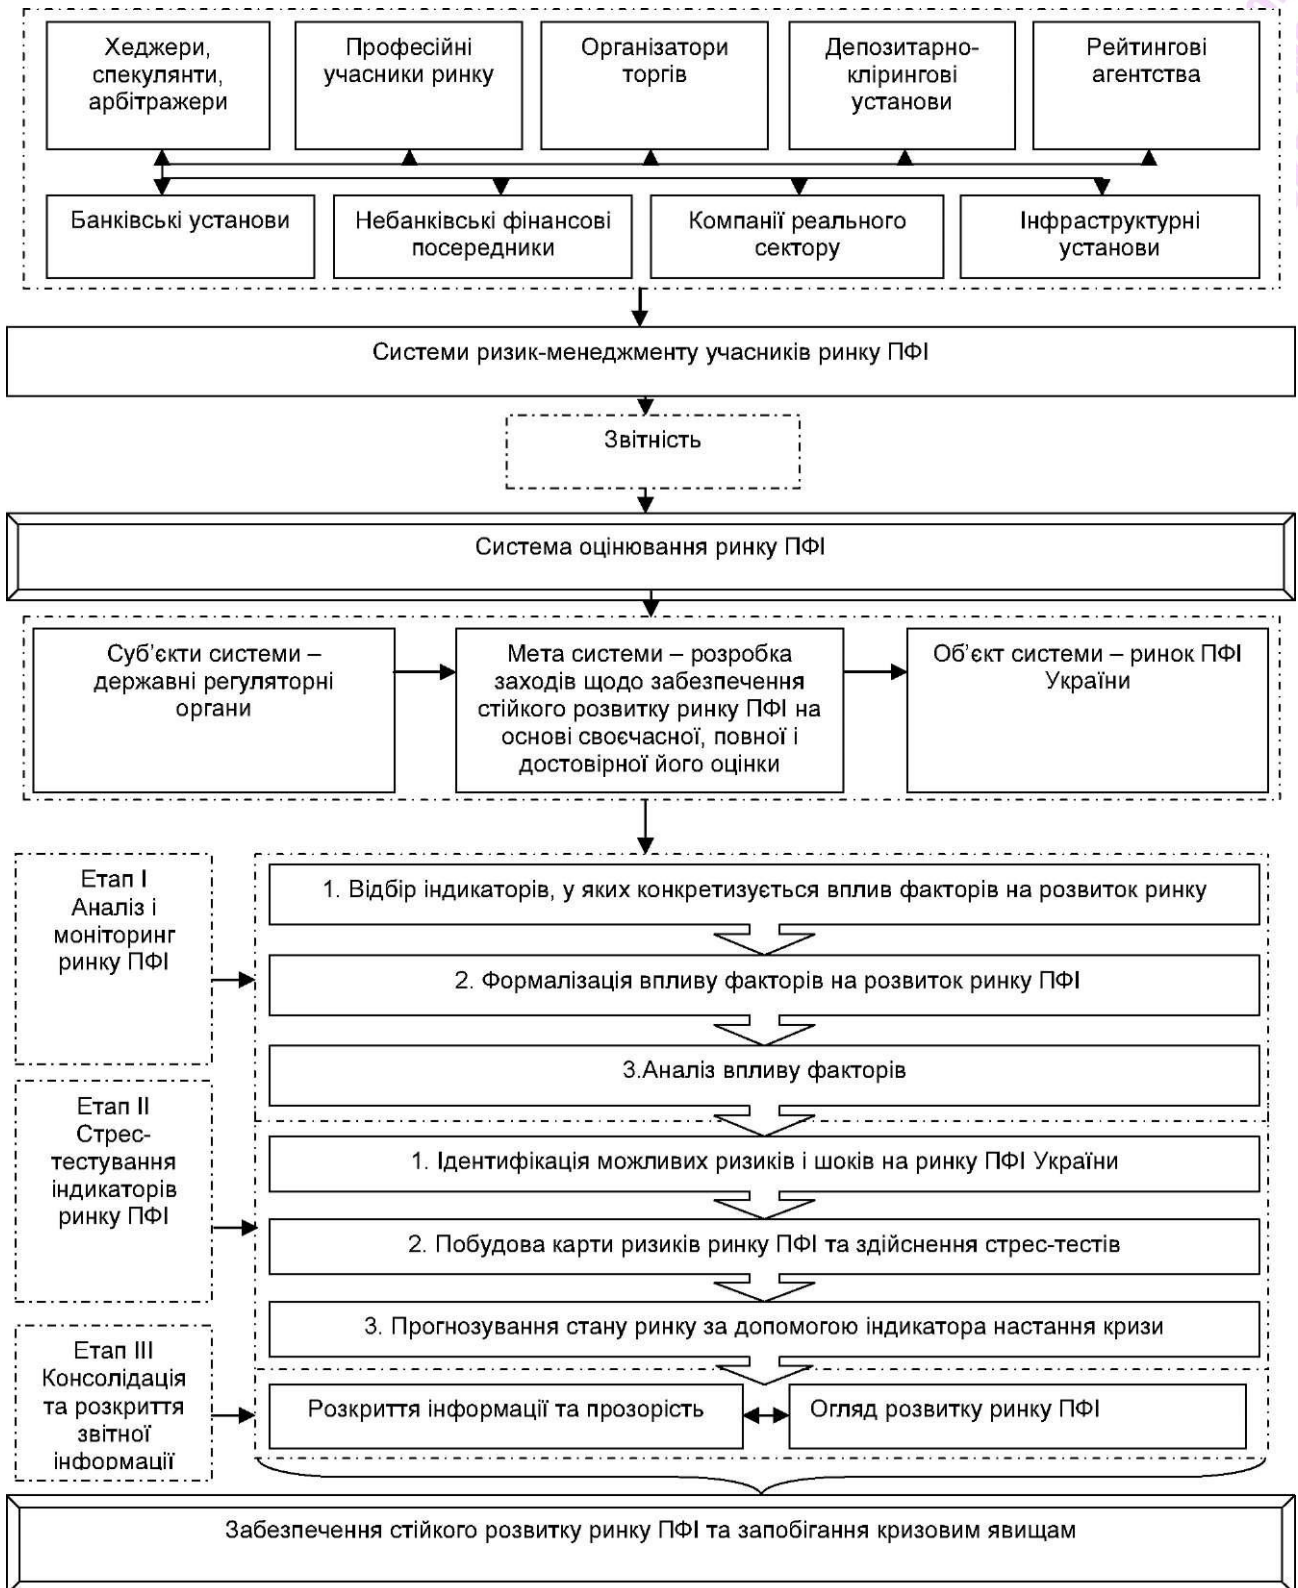 Хеджери,
спекулянти,
арбітражери
Професійні
учасники ринку
Організатори
торгів
Депозитарно-
клірингові
установи
Рейтингові
агентства
Банківські установи
Небанківські фінансові
посередники
Компанії реального
сектору
Інфраструктурні
установи
Системи ризик-менеджменту учасників ринку ПФІ
Звітність
Система оцінювання ринку ПФІ
Суб’єкти системи –
державні регуляторні
органи
Мета системи – розробка
заходів щодо забезпечення
стійкого розвитку ринку ПФІ на
основі своєчасної, повної і
достовірної його оцінки
Об’єкт системи – ринок ПФІ
України
Етап I
Аналіз і
моніторинг
ринку ПФІ
1. Відбір індикаторів, у яких конкретизується вплив факторів на розвиток ринку
2. Формалізація впливу факторів на розвиток ринку ПФІ
3.Аналіз впливу факторів
Етап II
Стрес-
тестування
індикаторів
ринку ПФІ
1. Ідентифікація можливих ризиків і шоків на ринку ПФІ України
2. Побудова карти ризиків ринку ПФІ та здійснення стрес-тестів
3. Прогнозування стану ринку за допомогою індикатора настання кризи
Етап III
Консолідація
та розкриття
звітної
інформації
Розкриття інформації та прозорість
Огляд розвитку ринку ПФІ
Забезпечення стійкого розвитку ринку ПФІ та запобігання кризовим явищам